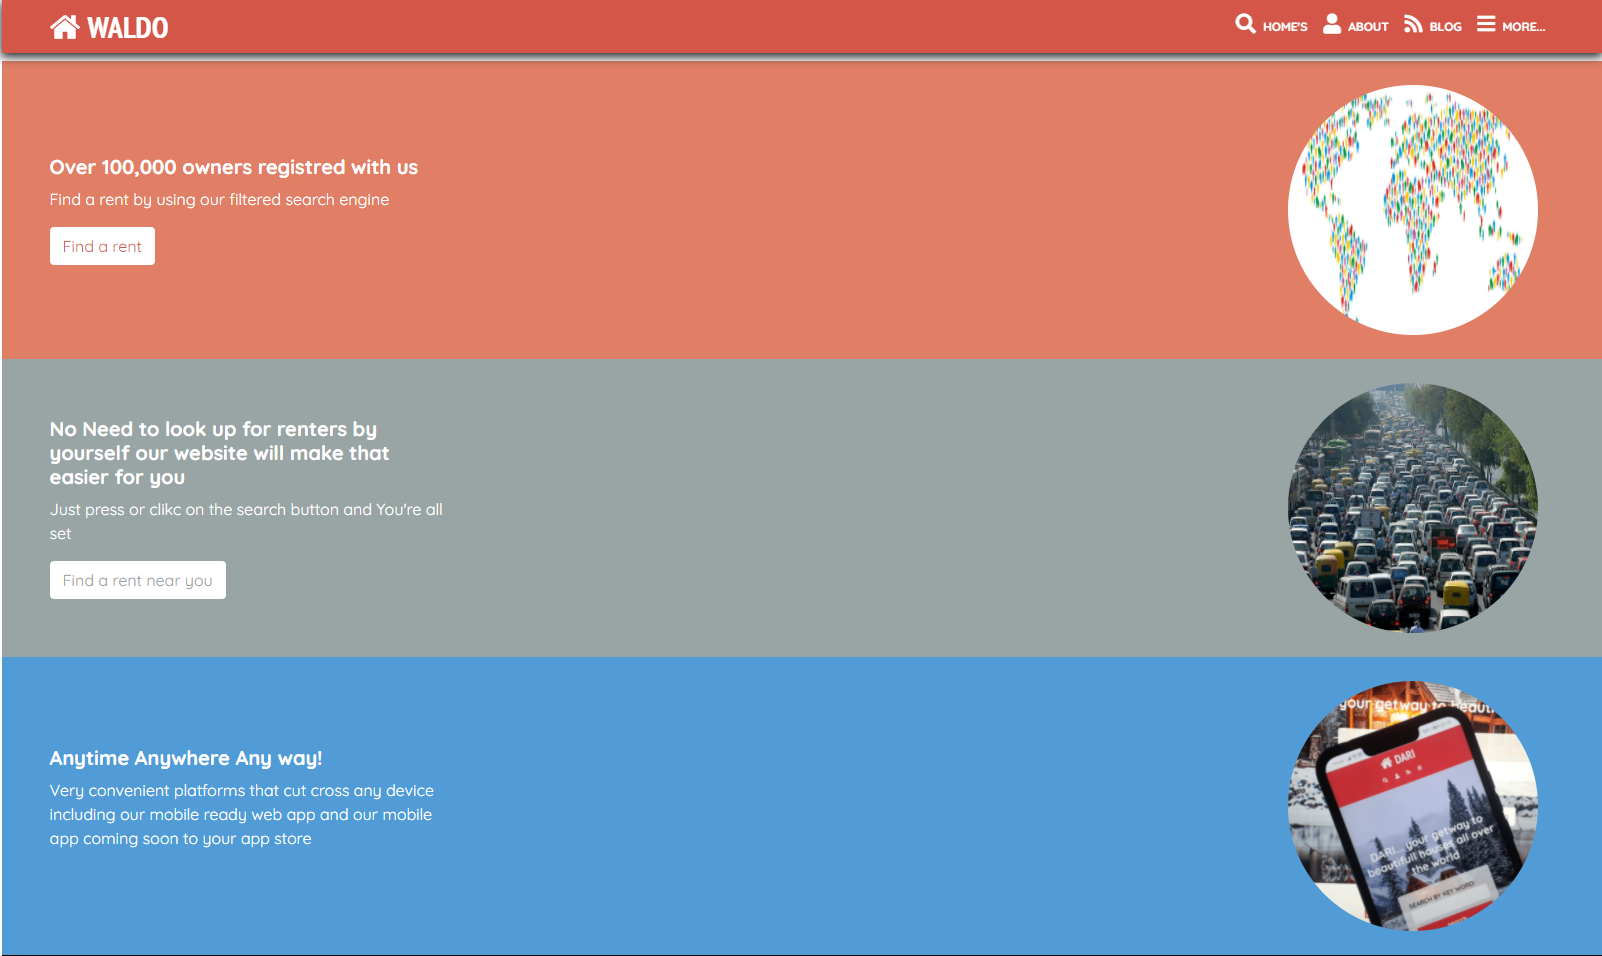 WALDO
HOME'S ABOUT BLOG MORE...
Over 100,000 owners registred with us
Find a rent by using our filtered search engine
Find a rent
No Need to look up for renters by
yourself our website will make that
easier for you
Just press or clikc on the search button and You're all
set
Find a rent near you
Anytime Anywhere Any way!
Very convenient platforms that cut cross any device
including our mobile ready web app and our mobile
app coming soon to your app store
your getway to beauti
DARI
DARI... your getway to
beautifull houses all over
the world
SEARCH BY KEY WORD